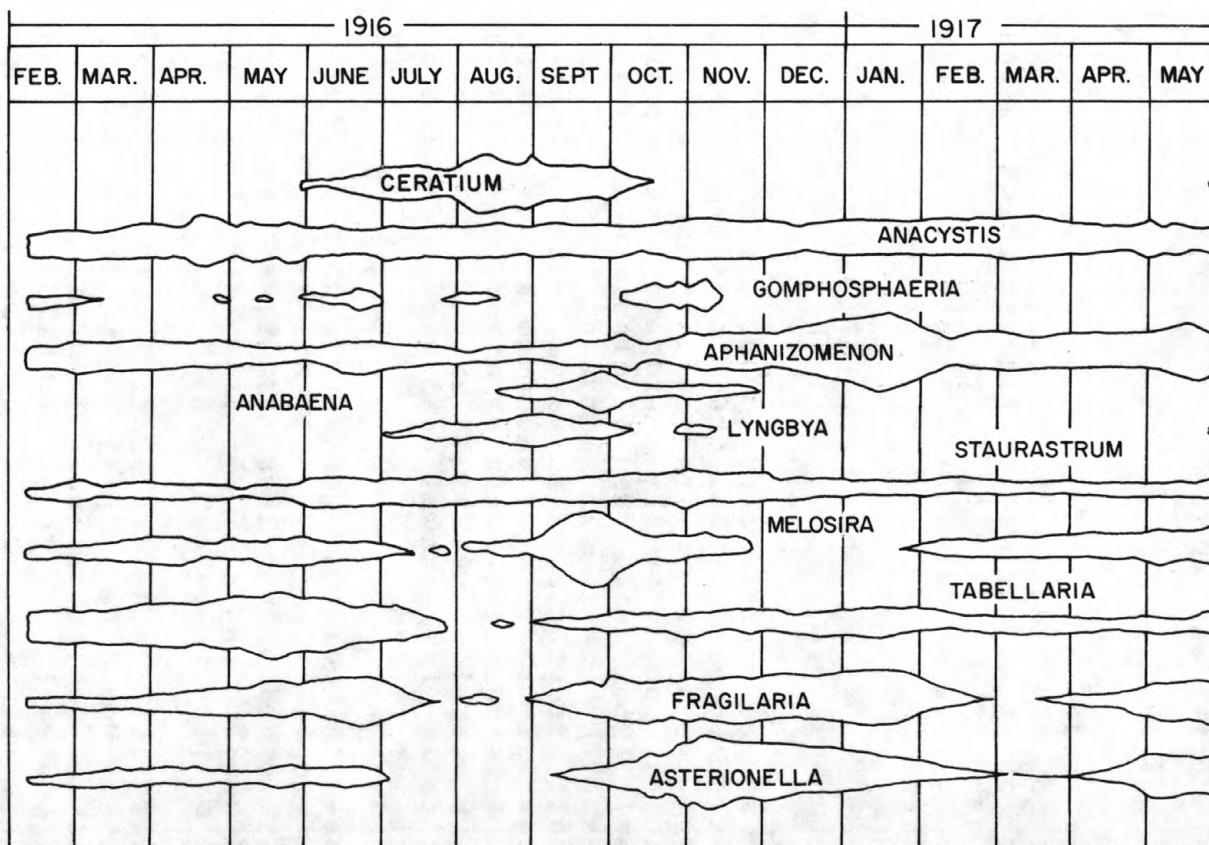 1916 1917
FEB. MAR. APR. MAY JUNE JULY AUG. SEPT OCT. NOV. DEC. JAN. FEB. MAR. APR. MAY
CERATIUM
ANACYSTIS
GOMPHOSPHAERIA
APHANIZOMENON
ANABAENA
LYNGBYA
STAURASTRUM
MELOSIRA
TABELLARIA
FRAGILARIA
ASTERIONELLA